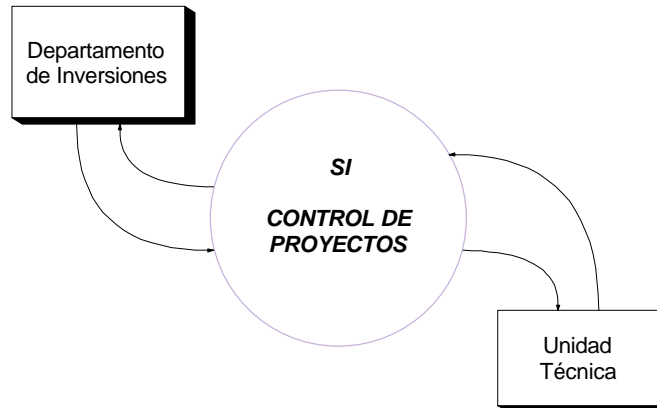 Departamento
de Inversiones
SI
CONTROL DE
PROYECTOS
Unidad
Técnica